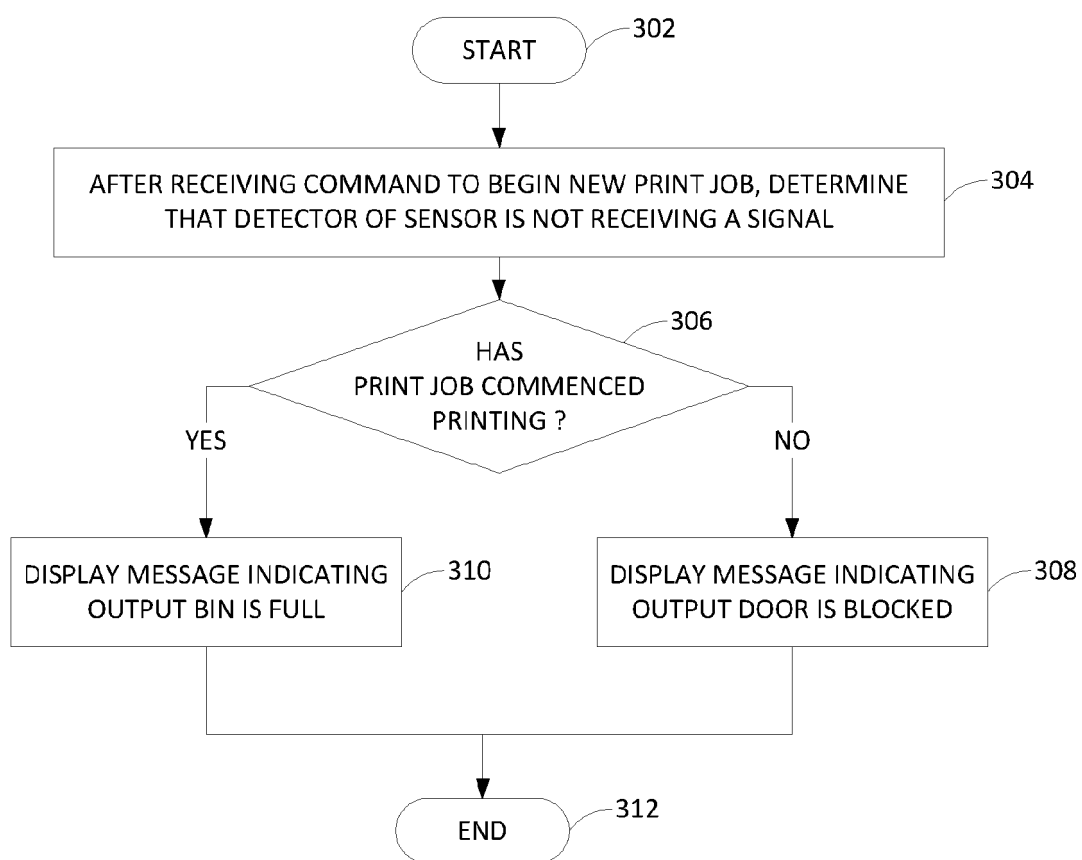 302
START
304
AFTER RECEIVING COMMAND TO BEGIN NEW PRINT JOB, DETERMINE
THAT DETECTOR OF SENSOR IS NOT RECEIVING A SIGNAL
306
HAS
PRINT JOB COMMENCED
PRINTING ?
YES
NO
DISPLAY MESSAGE INDICATING
OUTPUT BIN IS FULL
310
DISPLAY MESSAGE INDICATING
OUTPUT DOOR IS BLOCKED
308
END
312